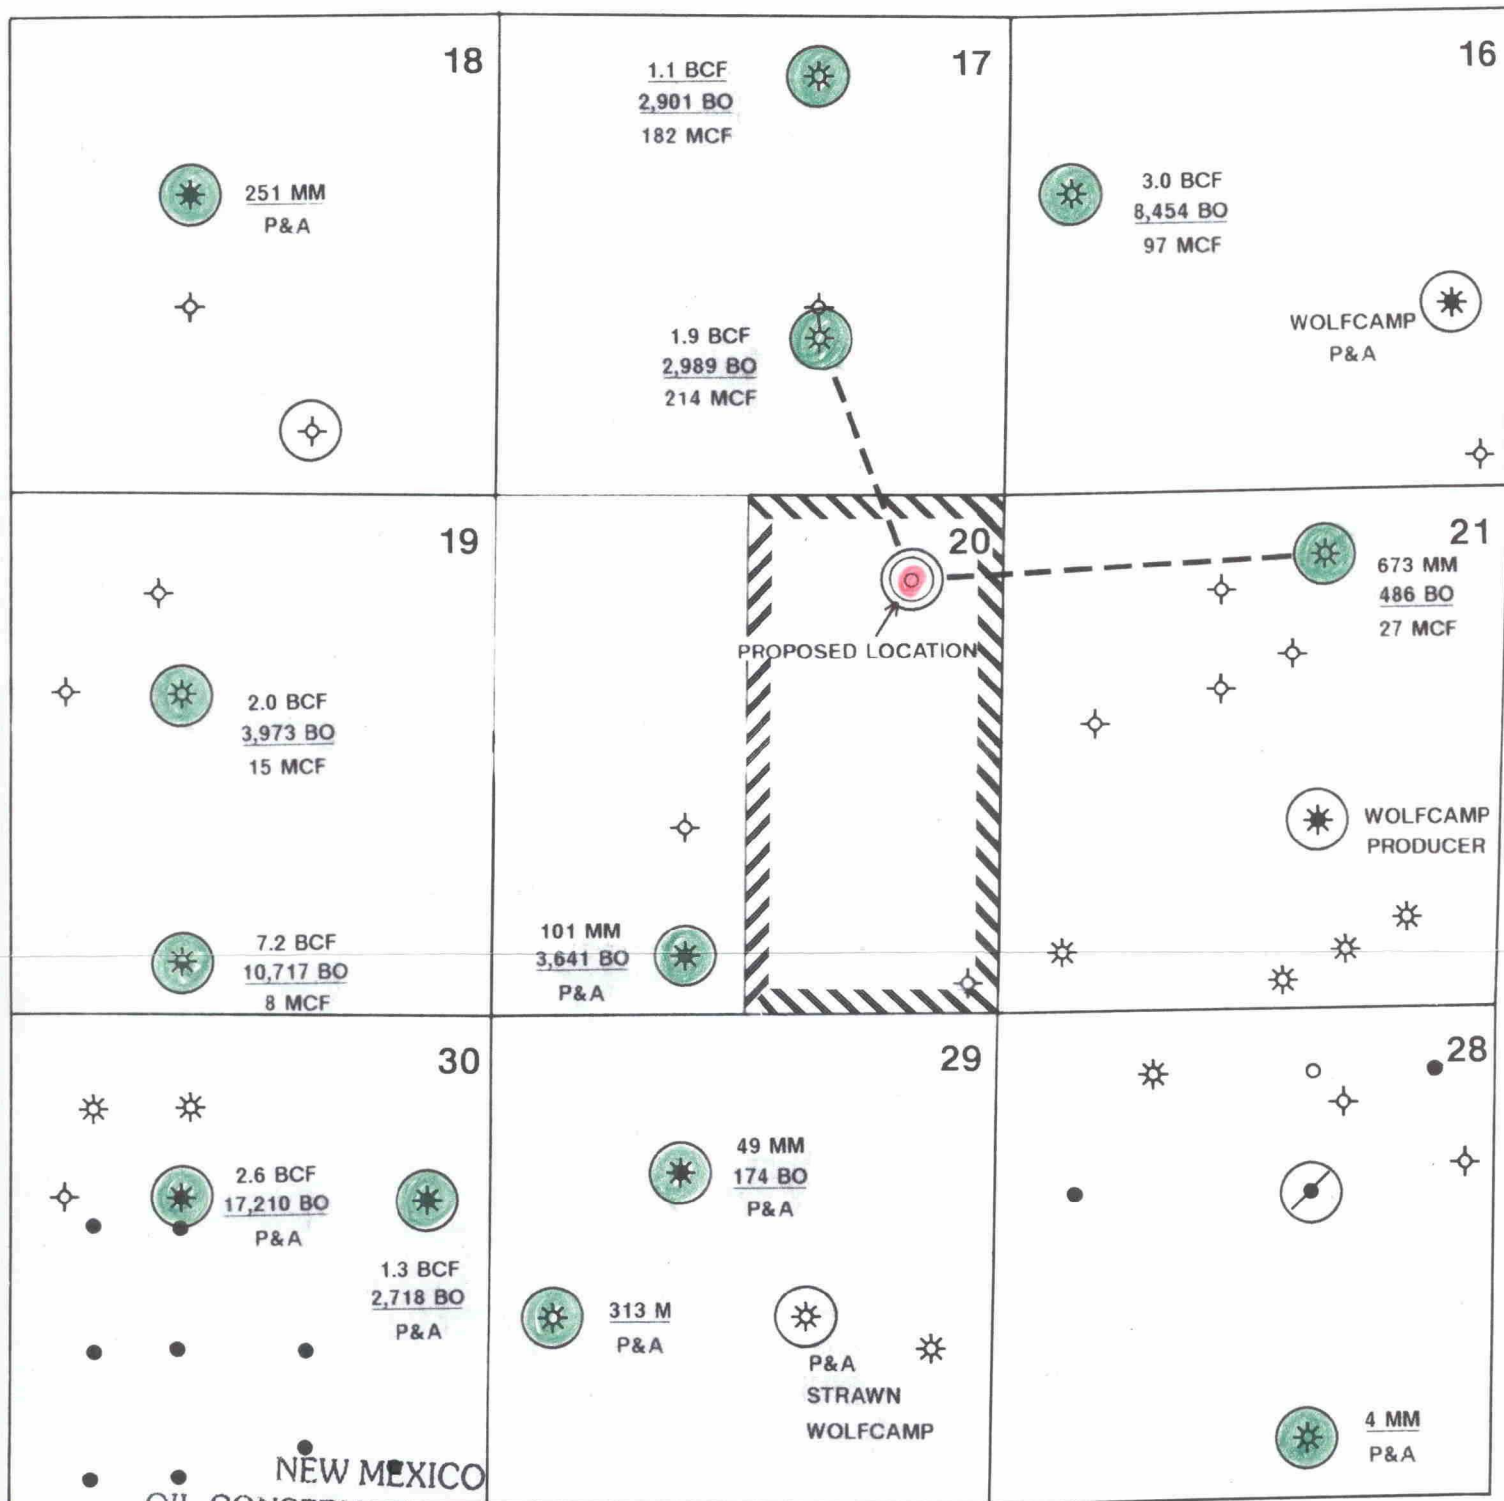 18
251 MM
P&A
17
1.1 BCF
2,901 BO
182 MCF
1.9 BCF
2,989 BO
214 MCF
16
3.0 BCF
8,454 BO
97 MCF
WOLFCAMP
P&A
19
2.0 BCF
3,973 BO
15 MCF
7.2 BCF
10,717 BO
8 MCF
20
PROPOSED LOCATION
101 MM
3,641 BO
P&A
21
673 MM
486 BO
27 MCF
WOLFCAMP
PRODUCER
30
2.6 BCF
17,210 BO
P&A
1.3 BCF
2,718 BO
P&A
NEW MEXICO
29
49 MM
174 BO
P&A
313 M
P&A
P&A
STRAWN
WOLFCAMP
28
4 MM
P&A